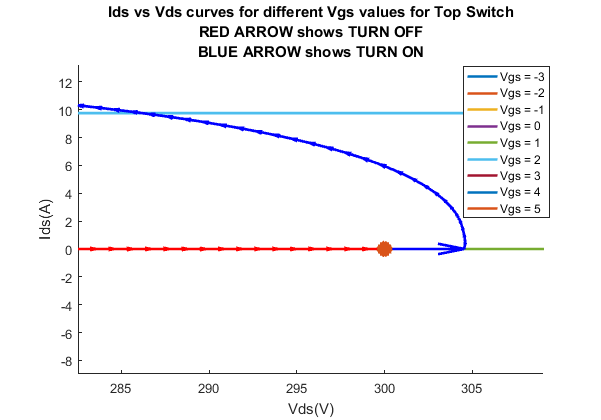 Ids vs Vds curves for different Vgs values for Top Switch
RED ARROW shows TURN OFF
BLUE ARROW shows TURN ON
12
10
8
6
4
2
0
-2
-4
-6
-8
Ids(A)
Vgs = -3
Vgs = -2
Vgs = -1
Vgs = 0
Vgs = 1
Vgs = 2
Vgs = 3
Vgs = 4
Vgs = 5
285 290 295 300 305
Vds(V)